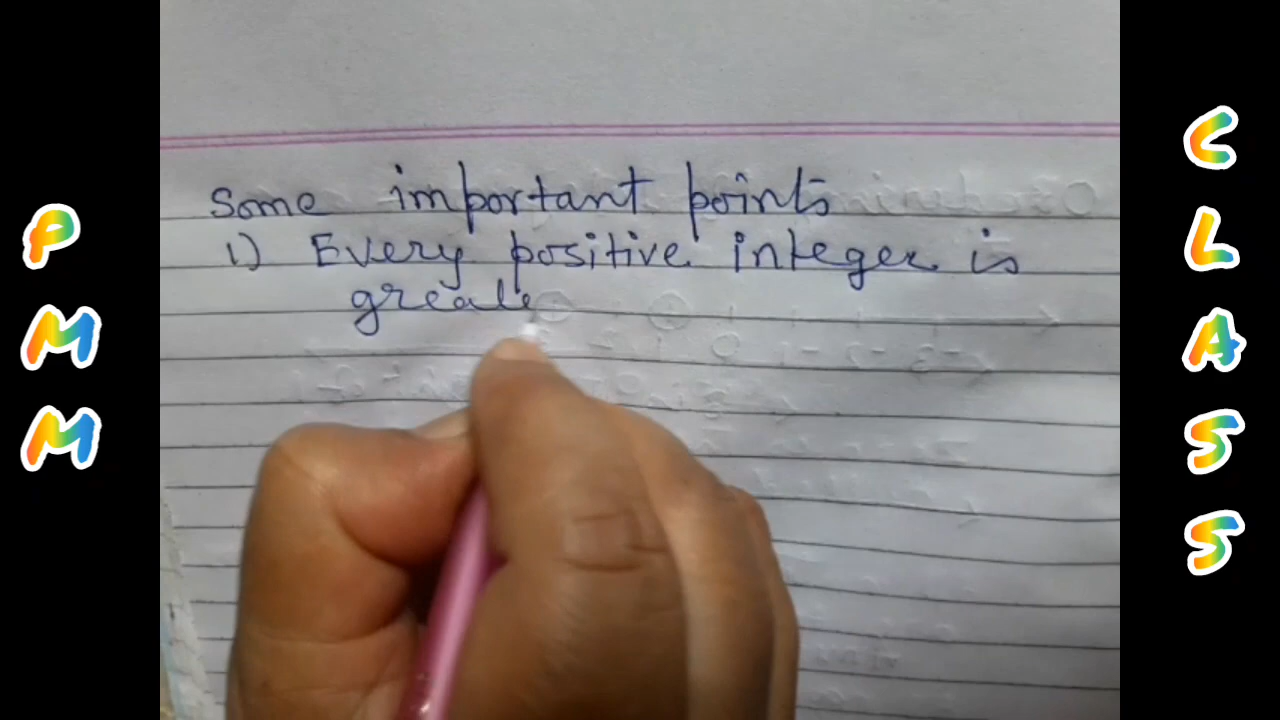 PMM
Some important points
1) Every positive integer is
greate
CLASS